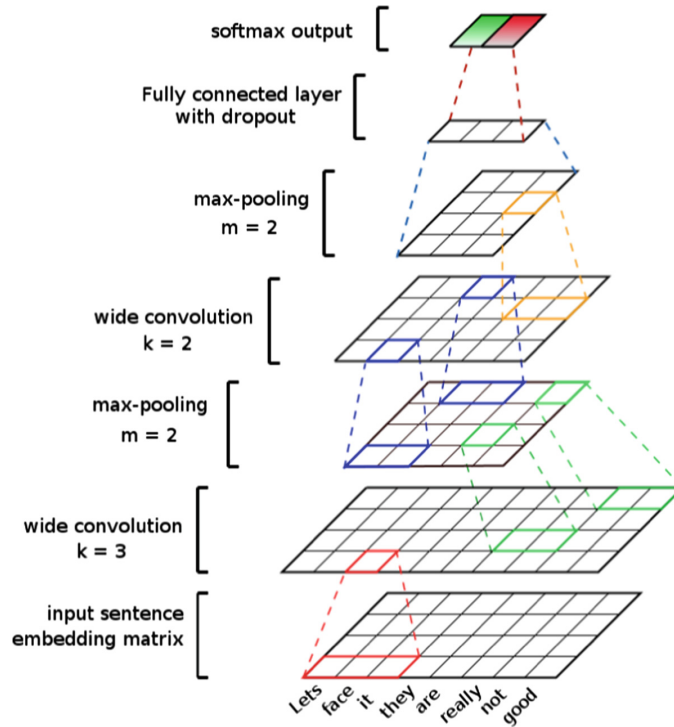 softmax output
Fully connected layer
with dropout
max-pooling
m = 2
wide convolution
k = 2
max-pooling
m = 2
wide convolution
k = 3
input sentence
embedding matrix
Lets face it they are really not good